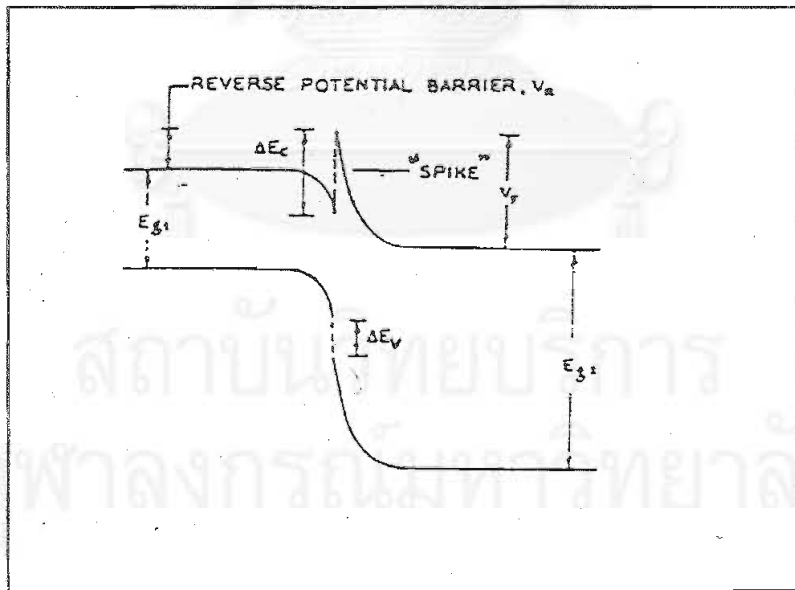 REVERSE POTENTIAL BARRIER, VR
ΔEc
"SPIKE"
Eg1
ΔEV
Eg2
สถาบันวิทยบริการ
จุฬาลงกรณ์มหาวิทยาลัย